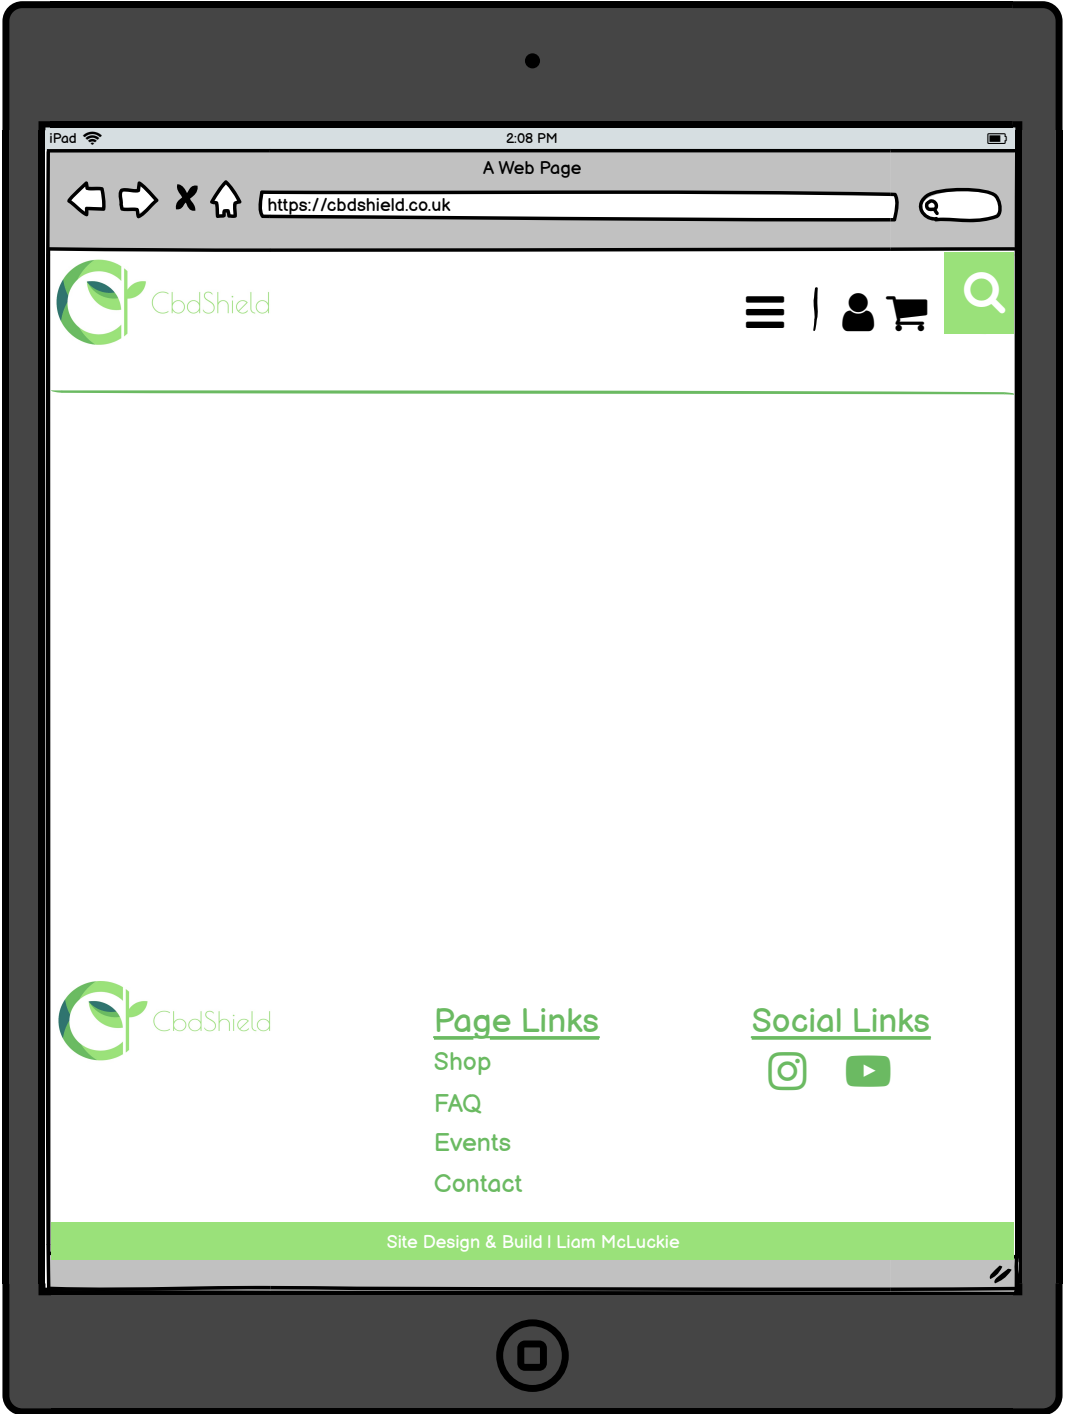 iPad
2:08 PM
A Web Page
https://cbdshield.co.uk
CbdShield
CbdShield
Page Links
Social Links
Shop
FAQ
Events
Contact
Site Design & Build | Liam McLuckie